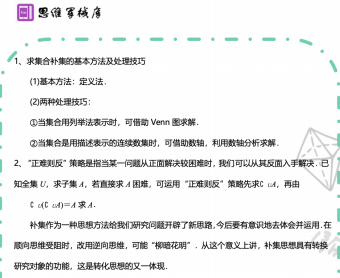 思维军械库
1、求集合补集的基本方法及处理技巧
(1)基本方法：定义法.
(2)两种处理技巧：
①当集合用列举法表示时，可借助 Venn 图求解.
②当集合是用描述表示的连续数集时，可借助数轴，利用数轴分析求解.
2、“正难则反”策略是指当某一问题从正面解决较困难时，我们可以从其反面入手解决.已
知全集 U，求子集 A，若直接求 A 困难，可运用“正难则反”策略先求∁UA，再由
∁U(∁UA)=A 求 A.
补集作为一种思想方法给我们研究问题开辟了新思路，今后要有意识地去体会并运用.在
顺向思维受阻时，改用逆向思维，可能“柳暗花明”.从这个意义上讲，补集思想具有转换
研究对象的功能，这是转化思想的又一体现.